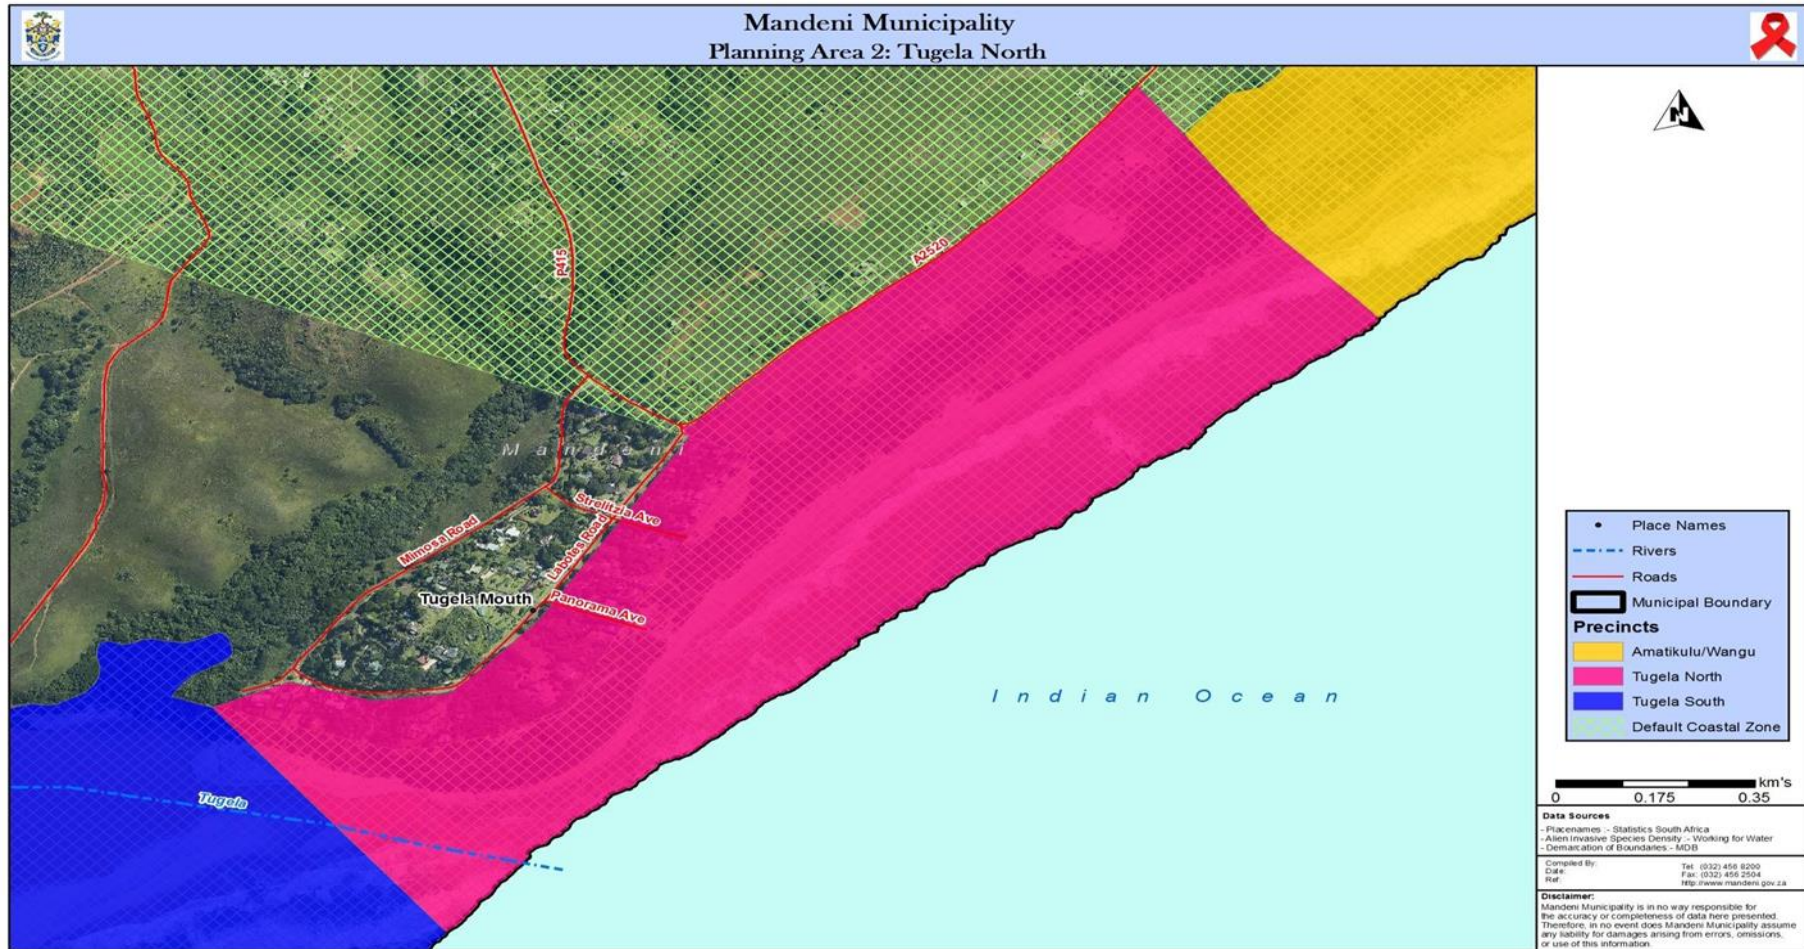 Mandeni Municipality
Planning Area 2: Tugela North
N
P415
A2520
Mandeni
Strelitzia Ave
Mimosa Road
Labotes Road
Tugela Mouth
Panorama Ave
Indian Ocean
Tugela
Place Names
Rivers
Roads
Municipal Boundary
Precincts
Amatikulu/Wangu
Tugela North
Tugela South
Default Coastal Zone
km's
0 0.175 0.35
Data Sources
- Placenames :- Statistics South Africa
- Alien Invasive Species Density :- Working for Water
- Demarcation of Boundaries:- MDB
Compiled By: Tel: (032) 456 8200
Date: Fax: (032) 456 2504
Ref: http://www.mandeni.gov.za
Disclaimer:
Mandeni Municipality is in no way responsible for
the accuracy or completeness of data here presented.
Therefore, in no event does Mandeni Municipality assume
any liability for damages arising from errors, omissions,
or use of this information